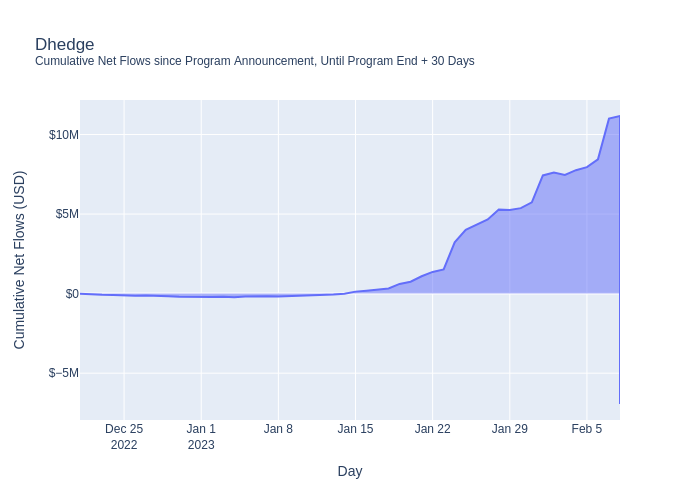 Dhedge
Cumulative Net Flows since Program Announcement, Until Program End + 30 Days
Cumulative Net Flows (USD)
$10M
$5M
$0
$−5M
Dec 25
2022
Jan 1
2023
Jan 8
Jan 15
Jan 22
Jan 29
Feb 5
Day